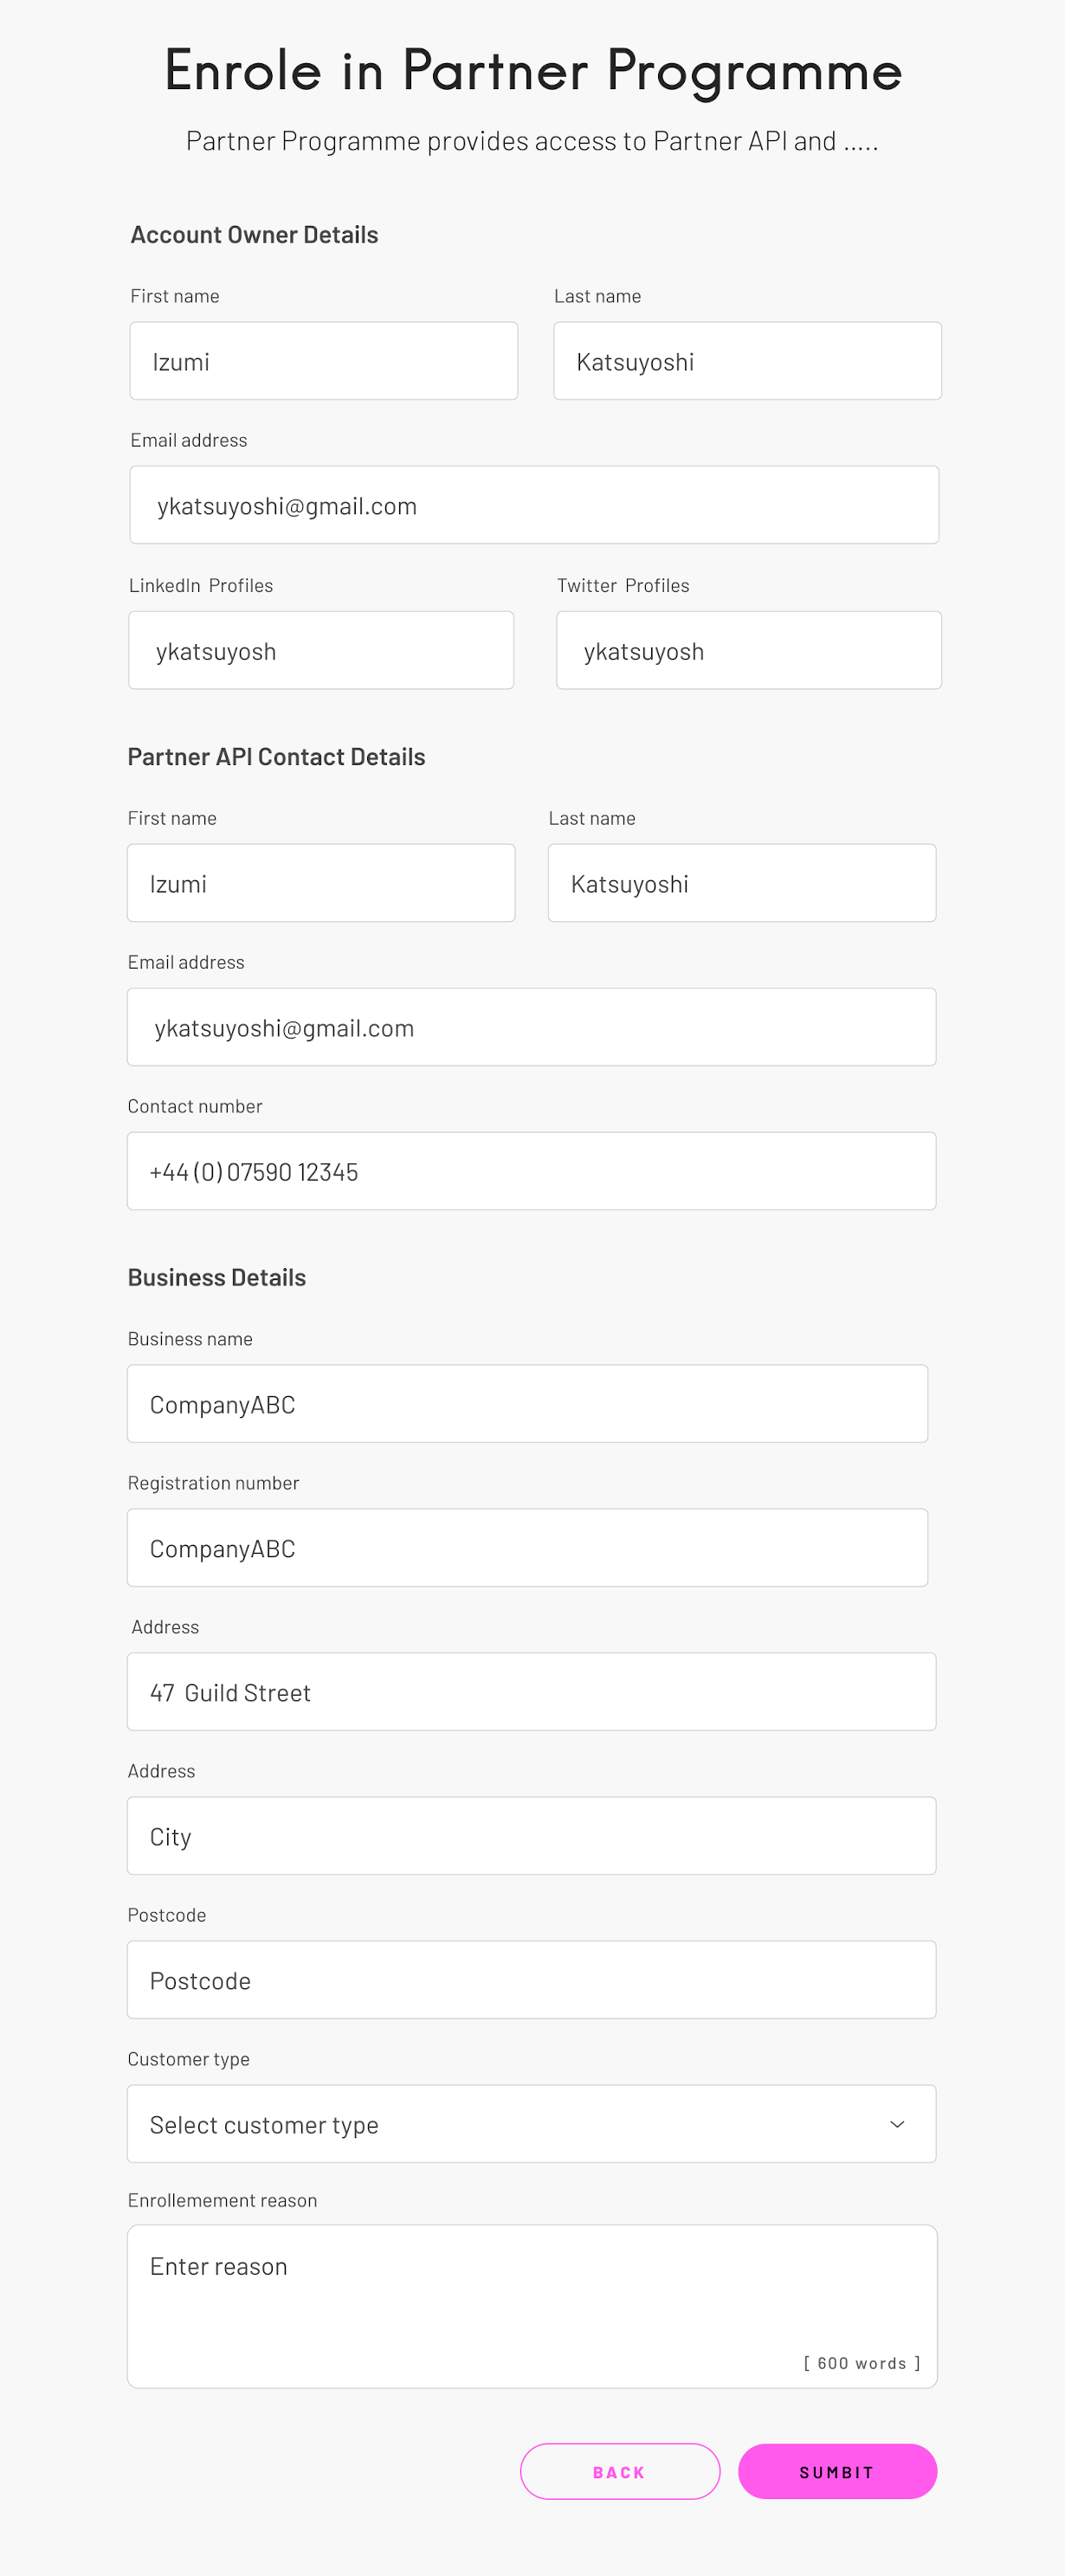 Enrole in Partner Programme
Partner Programme provides access to Partner API and .....
Account Owner Details
First name Last name
Izumi Katsuyoshi
Email address
ykatsuyoshi@gmail.com
LinkedIn Profiles Twitter Profiles
ykatsuyosh ykatsuyosh
Partner API Contact Details
First name Last name
Izumi Katsuyoshi
Email address
ykatsuyoshi@gmail.com
Contact number
+44 (0) 07590 12345
Business Details
Business name
CompanyABC
Registration number
CompanyABC
Address
47 Guild Street
Address
City
Postcode
Postcode
Customer type
Select customer type
Enrollemement reason
Enter reason
[ 600 words ]
BACK SUMBIT